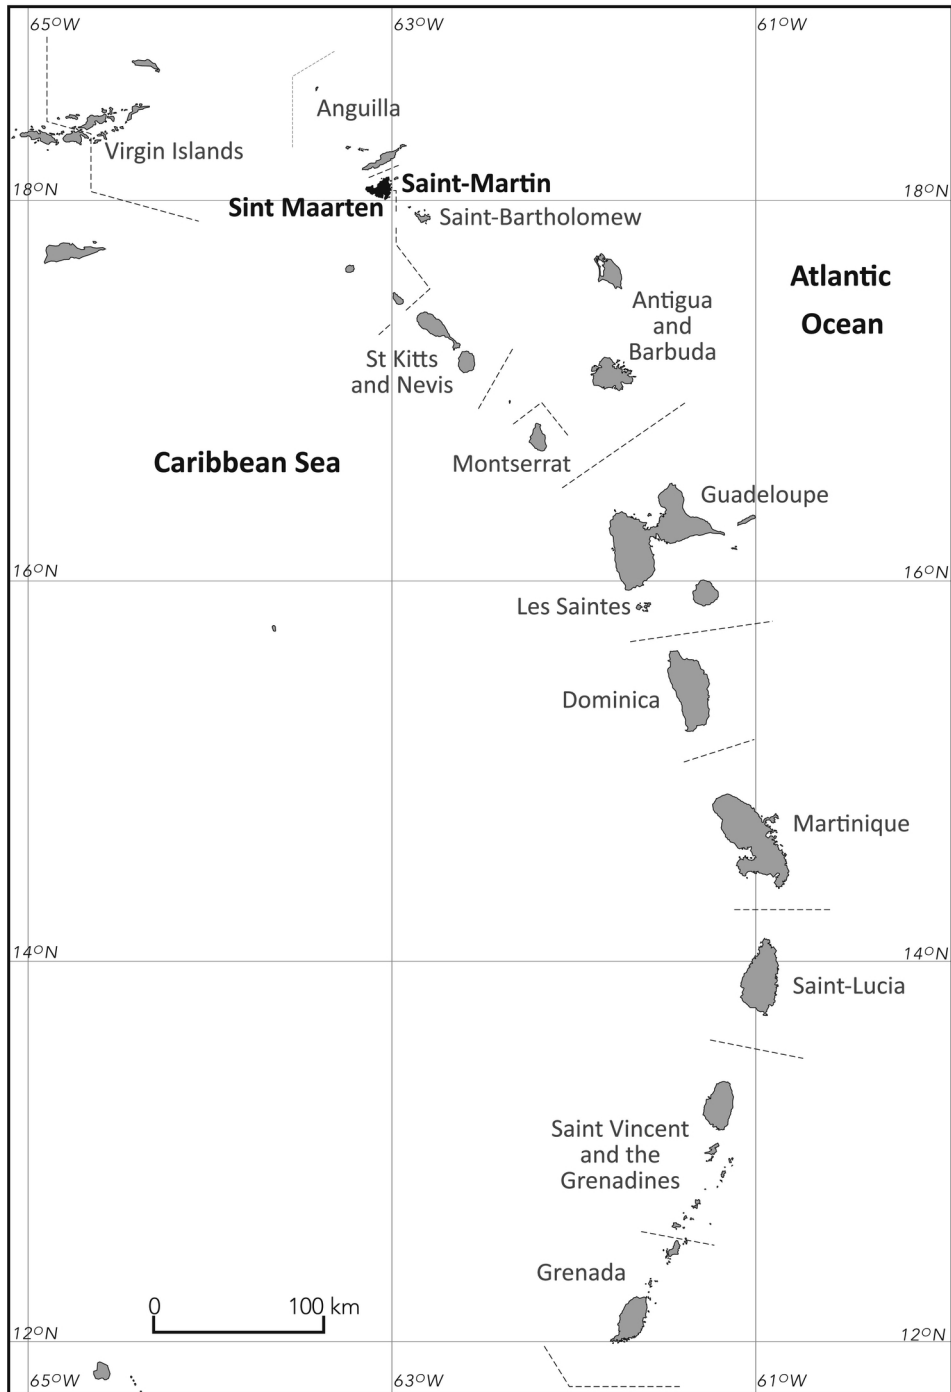 65°W
63°W
61°W
Anguilla
Virgin Islands
18°N
Saint-Martin
18°N
Sint Maarten
Saint-Bartholomew
Atlantic
Ocean
Antigua
and
Barbuda
St Kitts
and Nevis
Caribbean Sea
Montserrat
Guadeloupe
16°N
16°N
Les Saintes
Dominica
Martinique
14°N
14°N
Saint-Lucia
Saint Vincent
and the
Grenadines
Grenada
0
100 km
12°N
12°N
65°W
63°W
61°W